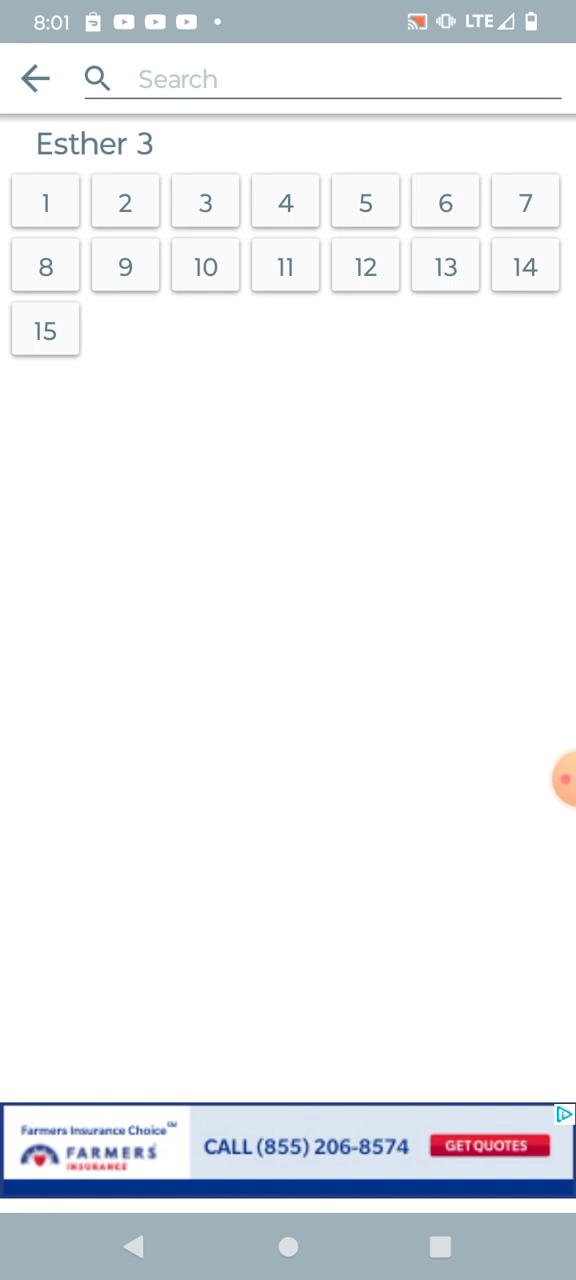 8:01 LTE
Search
Esther 3
1 2 3 4 5 6 7
8 9 10 11 12 13 14
15
Farmers Insurance Choice℠
FARMERS
INSURANCE
CALL (855) 206-8574
GET QUOTES